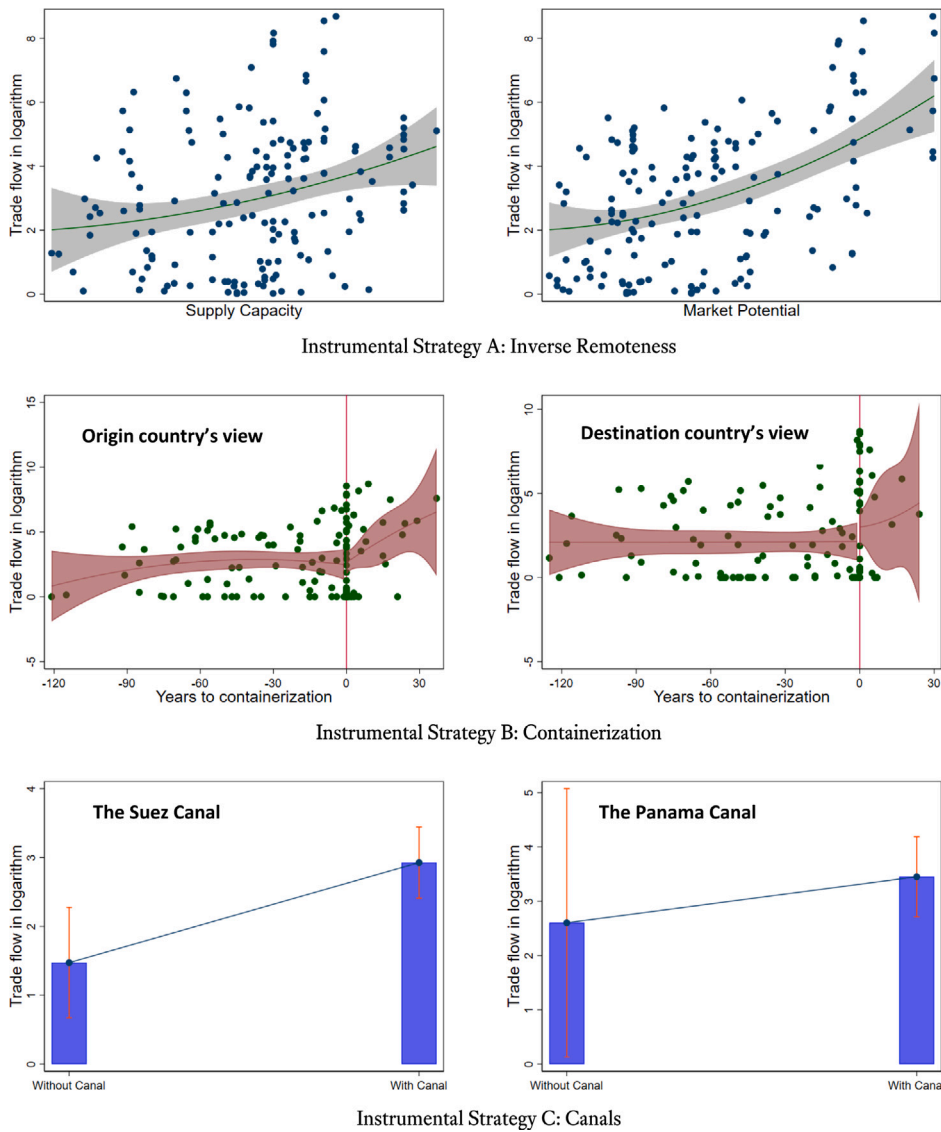 Trade flow in logarithm
0
2
4
6
8
Supply Capacity
Trade flow in logarithm
0
2
4
6
8
Market Potential
Instrumental Strategy A: Inverse Remoteness
Origin country's view
Trade flow in logarithm
-5
0
5
10
15
-120 -90 -60 -30 0 30
Years to containerization
Destination country's view
Trade flow in logarithm
-5
0
5
10
-120 -90 -60 -30 0 30
Years to containerization
Instrumental Strategy B: Containerization
The Suez Canal
Trade flow in logarithm
0
1
2
3
4
Without Canal With Canal
The Panama Canal
Trade flow in logarithm
0
1
2
3
4
5
Without Canal With Canal
Instrumental Strategy C: Canals